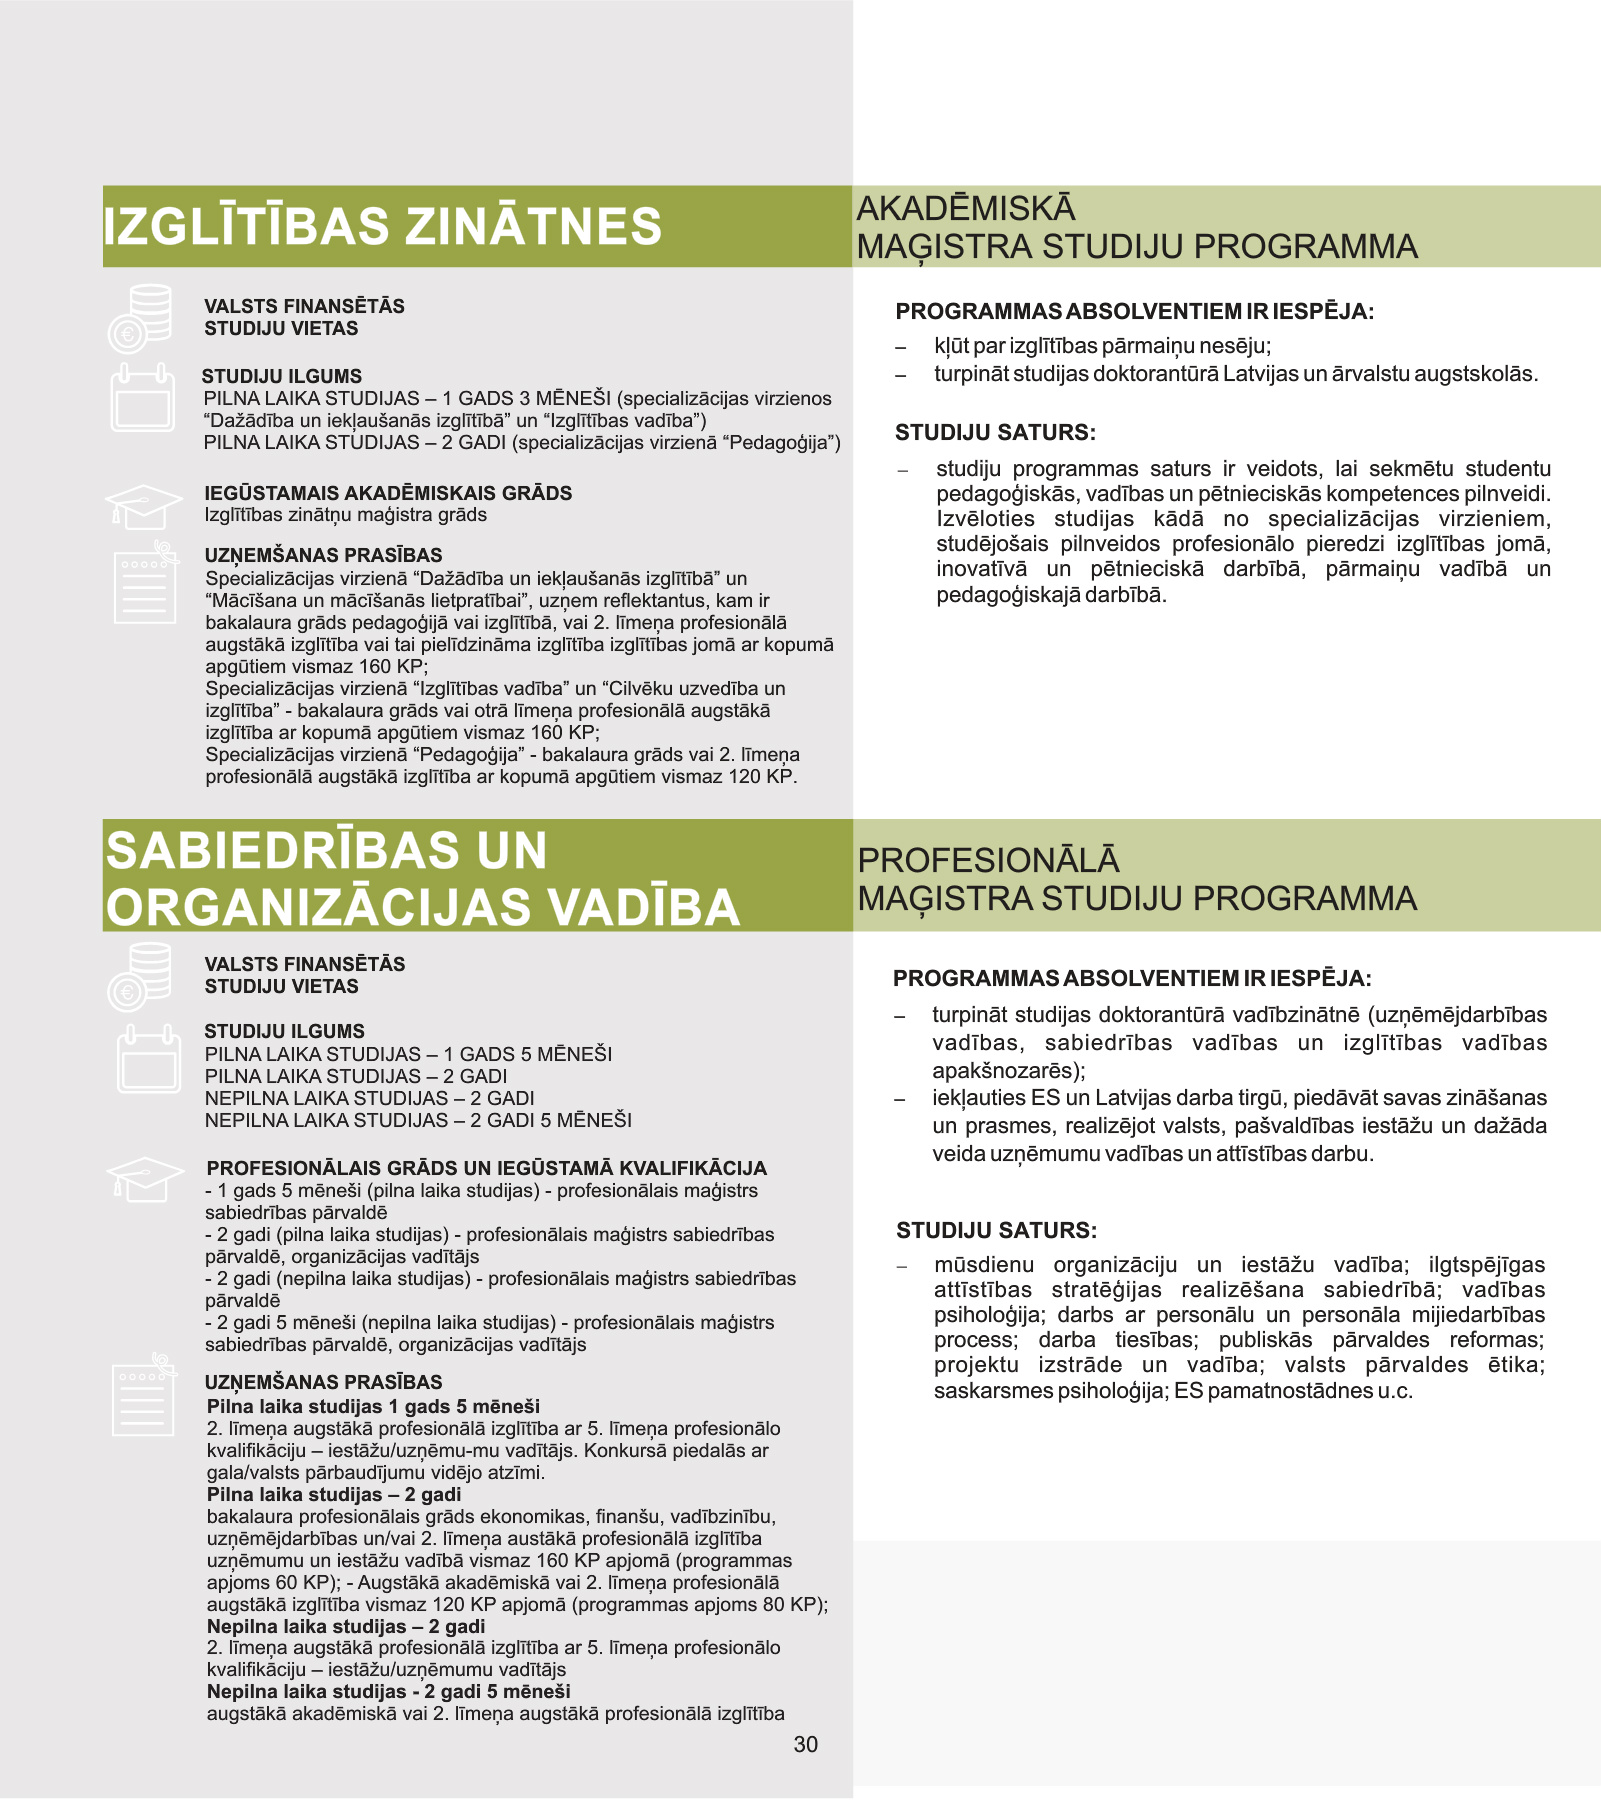 IZGLĪTĪBAS ZINĀTNES
AKADĒMISKĀ
MAĢISTRA STUDIJU PROGRAMMA
VALSTS FINANSĒTĀS
STUDIJU VIETAS
STUDIJU ILGUMS
PILNA LAIKA STUDIJAS – 1 GADS 3 MĒNEŠI (specializācijas virzienos
“Dažādība un iekļaušanās izglītībā” un “Izglītības vadība”)
PILNA LAIKA STUDIJAS – 2 GADI (specializācijas virzienā “Pedagoģija”)
IEGŪSTAMAIS AKADĒMISKAIS GRĀDS
Izglītības zinātņu maģistra grāds
UZŅEMŠANAS PRASĪBAS
Specializācijas virzienā “Dažādība un iekļaušanās izglītībā” un
“Mācīšana un mācīšanās lietpratībai”, uzņem reflektantus, kam ir
bakalaura grāds pedagoģijā vai izglītībā, vai 2. līmeņa profesionālā
augstākā izglītība vai tai pielīdzināma izglītība izglītības jomā ar kopumā
apgūtiem vismaz 160 KP;
Specializācijas virzienā “Izglītības vadība” un “Cilvēku uzvedība un
izglītība” - bakalaura grāds vai otrā līmeņa profesionālā augstākā
izglītība ar kopumā apgūtiem vismaz 160 KP;
Specializācijas virzienā “Pedagoģija” - bakalaura grāds vai 2. līmeņa
profesionālā augstākā izglītība ar kopumā apgūtiem vismaz 120 KP.
PROGRAMMAS ABSOLVENTIEM IR IESPĒJA:
– kļūt par izglītības pārmaiņu nesēju;
– turpināt studijas doktorantūrā Latvijas un ārvalstu augstskolās.
STUDIJU SATURS:
– studiju programmas saturs ir veidots, lai sekmētu studentu
pedagoģiskās, vadības un pētnieciskās kompetences pilnveidi.
Izvēloties studijas kādā no specializācijas virzieniem,
studējošais pilnveidos profesionālo pieredzi izglītības jomā,
inovatīvā un pētnieciskā darbībā, pārmaiņu vadībā un
pedagoģiskajā darbībā.
SABIEDRĪBAS UN
ORGANIZĀCIJAS VADĪBA
PROFESIONĀLĀ
MAĢISTRA STUDIJU PROGRAMMA
VALSTS FINANSĒTĀS
STUDIJU VIETAS
STUDIJU ILGUMS
PILNA LAIKA STUDIJAS – 1 GADS 5 MĒNEŠI
PILNA LAIKA STUDIJAS – 2 GADI
NEPILNA LAIKA STUDIJAS – 2 GADI
NEPILNA LAIKA STUDIJAS – 2 GADI 5 MĒNEŠI
PROFESIONĀLAIS GRĀDS UN IEGŪSTAMĀ KVALIFIKĀCIJA
- 1 gads 5 mēneši (pilna laika studijas) - profesionālais maģistrs
sabiedrības pārvaldē
- 2 gadi (pilna laika studijas) - profesionālais maģistrs sabiedrības
pārvaldē, organizācijas vadītājs
- 2 gadi (nepilna laika studijas) - profesionālais maģistrs sabiedrības
pārvaldē
- 2 gadi 5 mēneši (nepilna laika studijas) - profesionālais maģistrs
sabiedrības pārvaldē, organizācijas vadītājs
UZŅEMŠANAS PRASĪBAS
Pilna laika studijas 1 gads 5 mēneši
2. līmeņa augstākā profesionālā izglītība ar 5. līmeņa profesionālo
kvalifikāciju – iestāžu/uzņēmu-mu vadītājs. Konkursā piedalās ar
gala/valsts pārbaudījumu vidējo atzīmi.
Pilna laika studijas – 2 gadi
bakalaura profesionālais grāds ekonomikas, finanšu, vadībzinību,
uzņēmējdarbības un/vai 2. līmeņa austākā profesionālā izglītība
uzņēmumu un iestāžu vadībā vismaz 160 KP apjomā (programmas
apjoms 60 KP); - Augstākā akadēmiskā vai 2. līmeņa profesionālā
augstākā izglītība vismaz 120 KP apjomā (programmas apjoms 80 KP);
Nepilna laika studijas – 2 gadi
2. līmeņa augstākā profesionālā izglītība ar 5. līmeņa profesionālo
kvalifikāciju – iestāžu/uzņēmumu vadītājs
Nepilna laika studijas - 2 gadi 5 mēneši
augstākā akadēmiskā vai 2. līmeņa augstākā profesionālā izglītība
PROGRAMMAS ABSOLVENTIEM IR IESPĒJA:
– turpināt studijas doktorantūrā vadībzinātnē (uzņēmējdarbības
vadības, sabiedrības vadības un izglītības vadības
apakšnozarēs);
– iekļauties ES un Latvijas darba tirgū, piedāvāt savas zināšanas
un prasmes, realizējot valsts, pašvaldības iestāžu un dažāda
veida uzņēmumu vadības un attīstības darbu.
STUDIJU SATURS:
– mūsdienu organizāciju un iestāžu vadība; ilgtspējīgas
attīstības stratēģijas realizēšana sabiedrībā; vadības
psiholoģija; darbs ar personālu un personāla mijiedarbības
process; darba tiesības; publiskās pārvaldes reformas;
projektu izstrāde un vadība; valsts pārvaldes ētika;
saskarsmes psiholoģija; ES pamatnostādnes u.c.
30